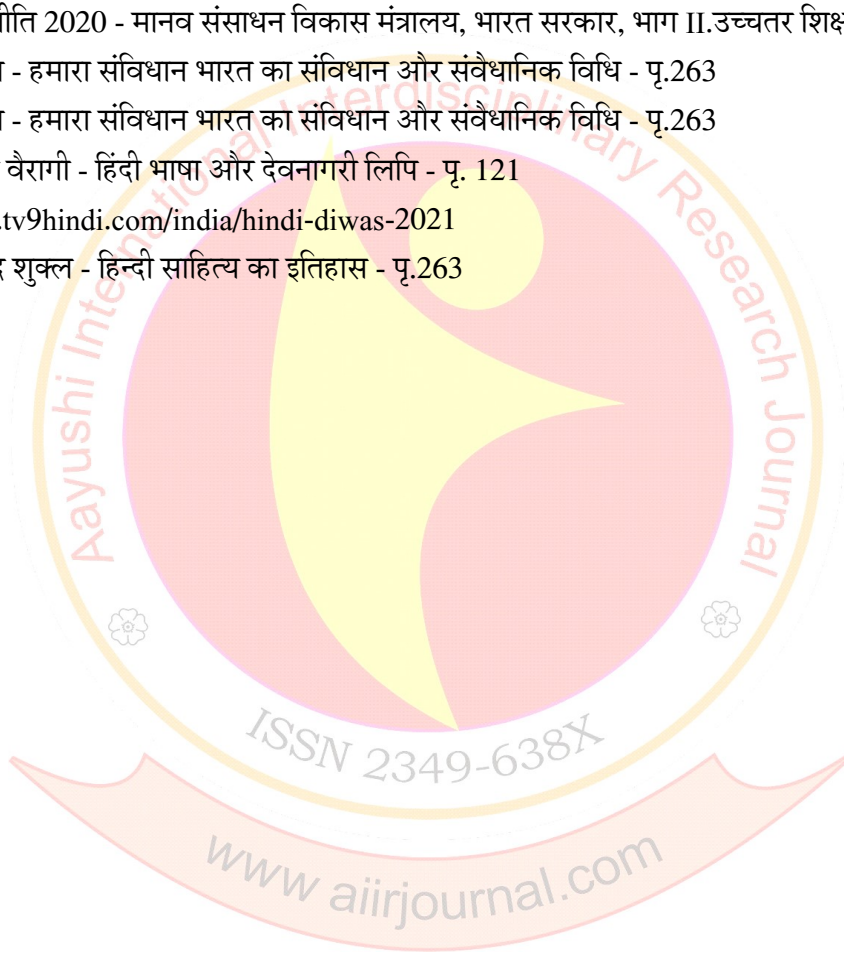 ीति 2020 - मानव संसाधन विकास मंत्रालय, भारत सरकार, भाग II.उच्चतर शिक्ष
- हमारा संविधान भारत का संविधान और संवैधानिक विधि - पृ.263
- हमारा संविधान भारत का संविधान और संवैधानिक विधि - पृ.263
वैरागी - हिंदी भाषा और देवनागरी लिपि - पृ. 121
.tv9hindi.com/india/hindi-diwas-2021
शुक्ल - हिन्दी साहित्य का इतिहास - पृ.263
Aayushi International Interdisciplinary Research Journal
ISSN 2349-638X
www aiirjournal.com